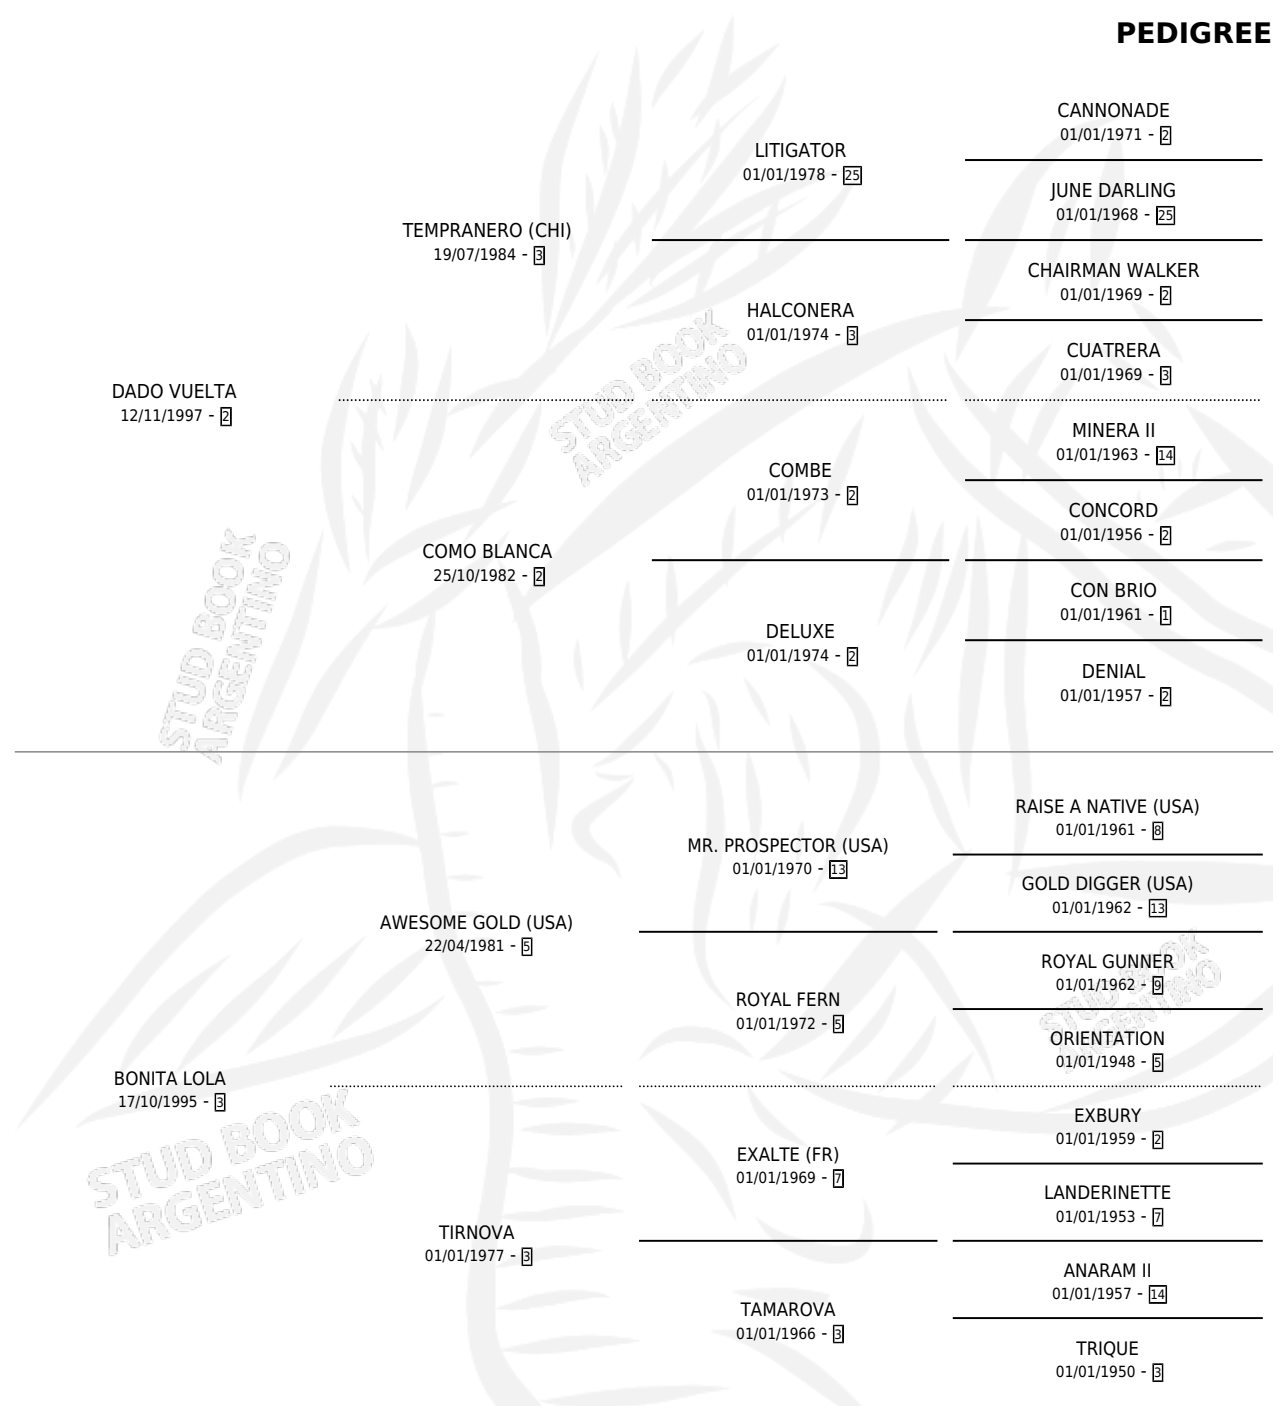 PEDIGREE
CANNONADE
01/01/1971 - 2
LITIGATOR
01/01/1978 - 25
JUNE DARLING
01/01/1968 - 25
TEMPRANERO (CHI)
19/07/1984 - 3
CHAIRMAN WALKER
01/01/1969 - 2
HALCONERA
01/01/1974 - 3
CUATRERA
01/01/1969 - 3
DADO VUELTA
12/11/1997 - 2
MINERA II
01/01/1963 - 14
COMBE
01/01/1973 - 2
CONCORD
01/01/1956 - 2
COMO BLANCA
25/10/1982 - 2
CON BRIO
01/01/1961 - 1
DELUXE
01/01/1974 - 2
DENIAL
01/01/1957 - 2
RAISE A NATIVE (USA)
01/01/1961 - 8
MR. PROSPECTOR (USA)
01/01/1970 - 13
GOLD DIGGER (USA)
01/01/1962 - 13
AWESOME GOLD (USA)
22/04/1981 - 5
ROYAL GUNNER
01/01/1962 - 9
ROYAL FERN
01/01/1972 - 5
ORIENTATION
01/01/1948 - 5
BONITA LOLA
17/10/1995 - 3
EXBURY
01/01/1959 - 2
EXALTE (FR)
01/01/1969 - 7
LANDERINETTE
01/01/1953 - 7
TIRNOVA
01/01/1977 - 3
ANARAM II
01/01/1957 - 14
TAMAROVA
01/01/1966 - 3
TRIQUE
01/01/1950 - 3
STUD BOOK
ARGENTINO
STUD BOOK
ARGENTINO
STUD BOOK
ARGENTINO
STUD BOOK
ARGENTINO